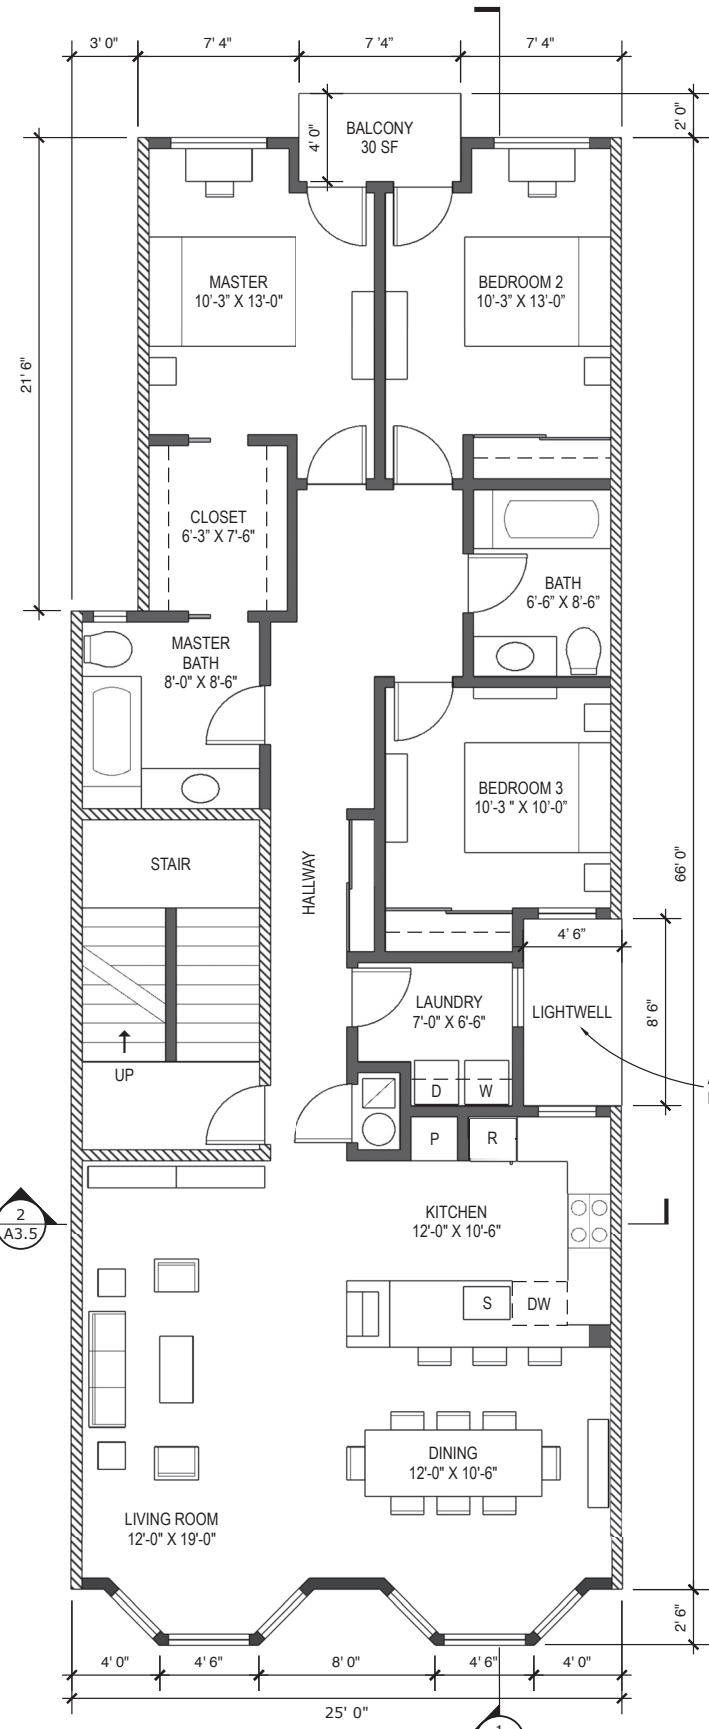 3' 0"
7' 4"
7 '4”
7' 4"
2' 0"
4' 0"
BALCONY
30 SF
MASTER
10'-3” X 13'-0"
BEDROOM 2
10'-3” X 13'-0”
21' 6"
CLOSET
6'-3” X 7'-6"
BATH
6'-6” X 8'-6”
MASTER
BATH
8'-0" X 8'-6”
BEDROOM 3
10'-3 " X 10'-0”
STAIR
HALLWAY
66' 0"
4' 6"
LAUNDRY
7'-0" X 6'-6"
LIGHTWELL
8' 6"
UP
D
W
P
R
2
A3.5
KITCHEN
12'-0" X 10'-6"
S
DW
DINING
12'-0" X 10'-6"
LIVING ROOM
12'-0" X 19'-0"
2' 6"
4' 0"
4' 6"
8' 0"
4' 6"
4' 0"
25' 0"
1